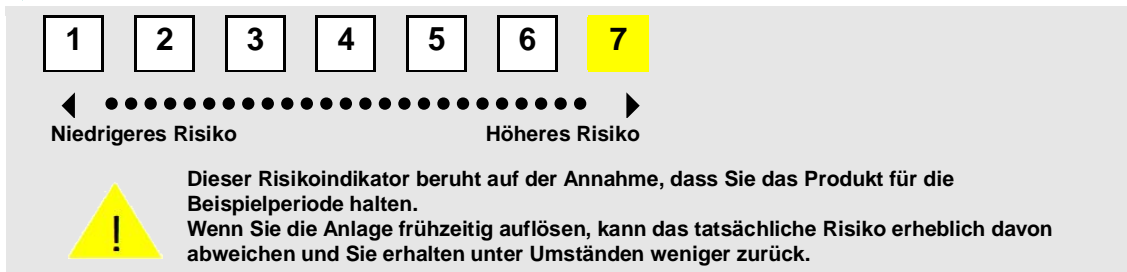 1 2 3 4 5 6 7
Niedrigeres Risiko Höheres Risiko
Dieser Risikoindikator beruht auf der Annahme, dass Sie das Produkt für die
Beispielperiode halten.
!
Wenn Sie die Anlage frühzeitig auflösen, kann das tatsächliche Risiko erheblich davon
abweichen und Sie erhalten unter Umständen weniger zurück.